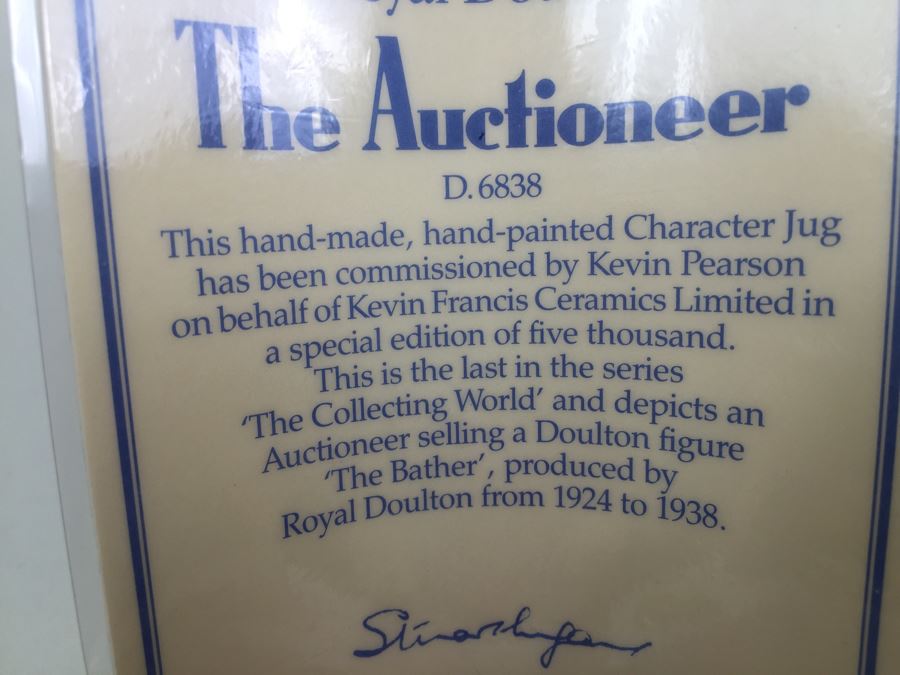 The Auctioneer
D. 6838
This hand-made, hand-painted Character Jug
has been commissioned by Kevin Pearson
on behalf of Kevin Francis Ceramics Limited in
a special edition of five thousand.
This is the last in the series
'The Collecting World' and depicts an
Auctioneer selling a Doulton figure
'The Bather', produced by
Royal Doulton from 1924 to 1938.